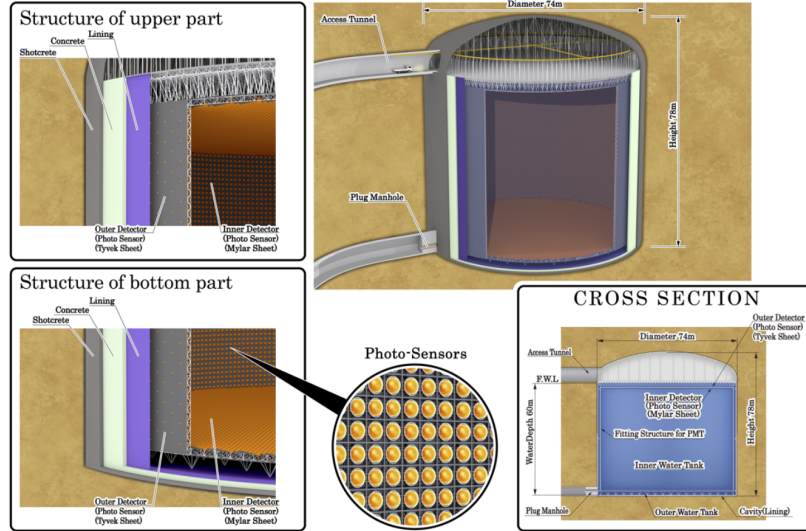 Structure of upper part
Lining
Concrete
Shotcrete
Outer Detector
(Photo Sensor)
(Tyvek Sheet)
Inner Detector
(Photo Sensor)
(Mylar Sheet)
Diameter 74m
Access Tunnel
Height 78m
Plug Manhole
Structure of bottom part
Lining
Concrete
Shotcrete
Outer Detector
(Photo Sensor)
(Tyvek Sheet)
Inner Detector
(Photo Sensor)
(Mylar Sheet)
Photo-Sensors
CROSS SECTION
Outer Detector
(Photo Sensor)
(Tyvek Sheet)
Diameter 74m
Access Tunnel
F.W.L
Inner Detector
(Photo Sensor)
(Mylar Sheet)
WaterDepth 60m
Height 78m
Fitting Structure for PMT
Inner Water Tank
Plug Manhole
Outer Water Tank
Cavity(Lining)